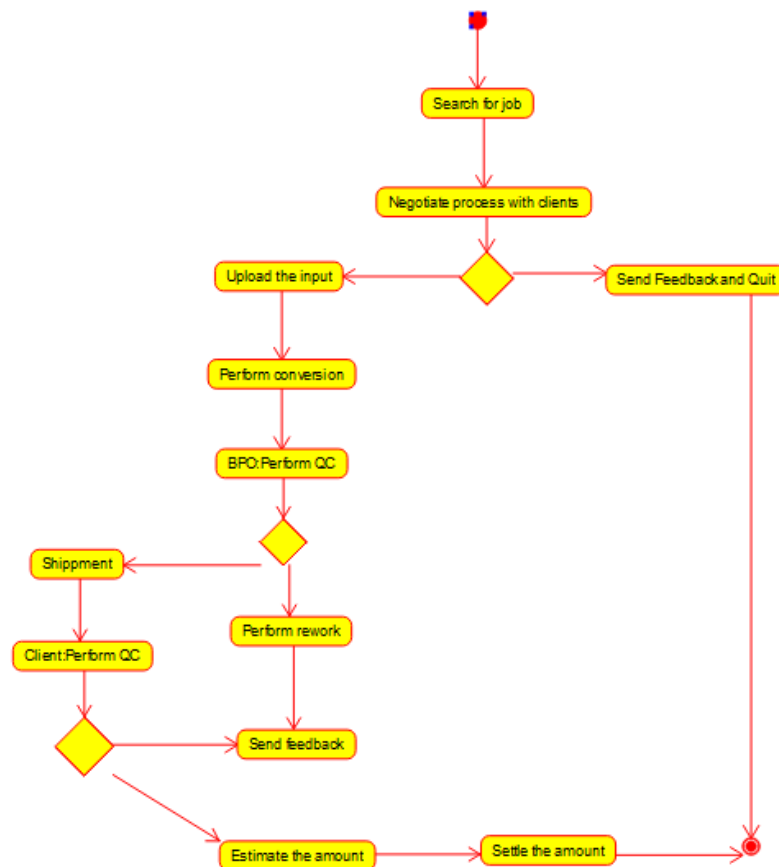 Search for job
Negotiate process with clients
Upload the input
Send Feedback and Quit
Perform conversion
BPO:Perform QC
Shippment
Perform rework
Client:Perform QC
Send feedback
Estimate the amount
Settle the amount